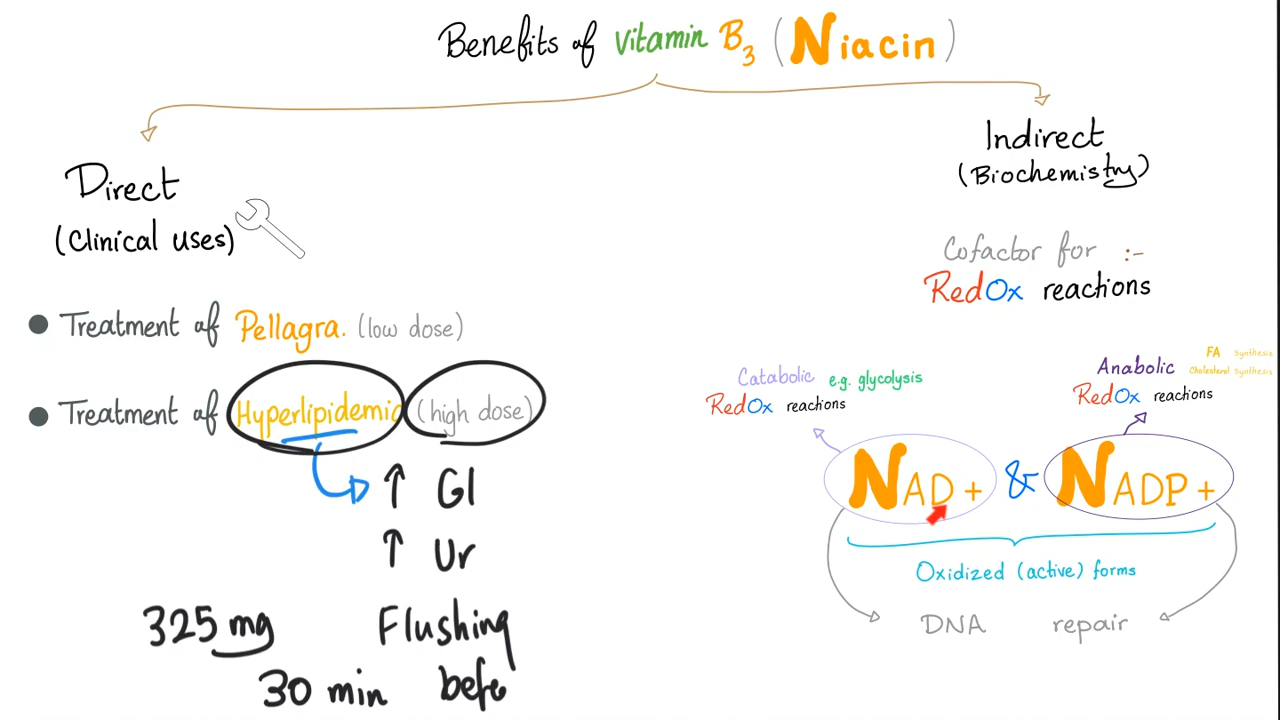 Benefits of vitamin B3 (Niacin)
Direct
(Clinical uses)
Treatment of Pellagra. (low dose)
Treatment of Hyperlipidemia (high dose)
↑ Gl
↑ Ur
325 mg Flushing
30 min befo
Indirect
(Biochemistry)
Cofactor for :-
RedOx reactions
Catabolic e.g. glycolysis
RedOx reactions
Anabolic FA Synthesis
Cholesterol Synthesis
RedOx reactions
NAD+ & NADP+
Oxidized (active) forms
DNA repair